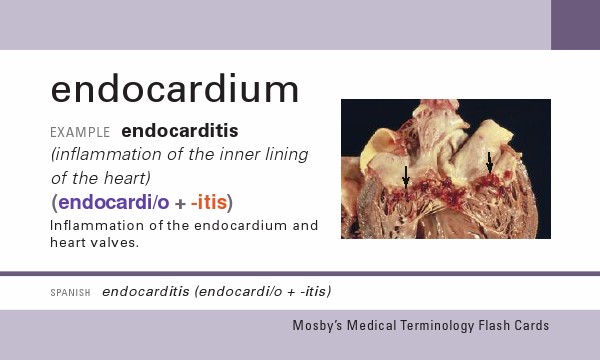 endocardium
EXAMPLE endocarditis
(inflammation of the inner lining
of the heart)
(endocardi/o + -itis)
Inflammation of the endocardium and
heart valves.
SPANISH endocarditis (endocardi/o + -itis)
Mosby's Medical Terminology Flash Cards